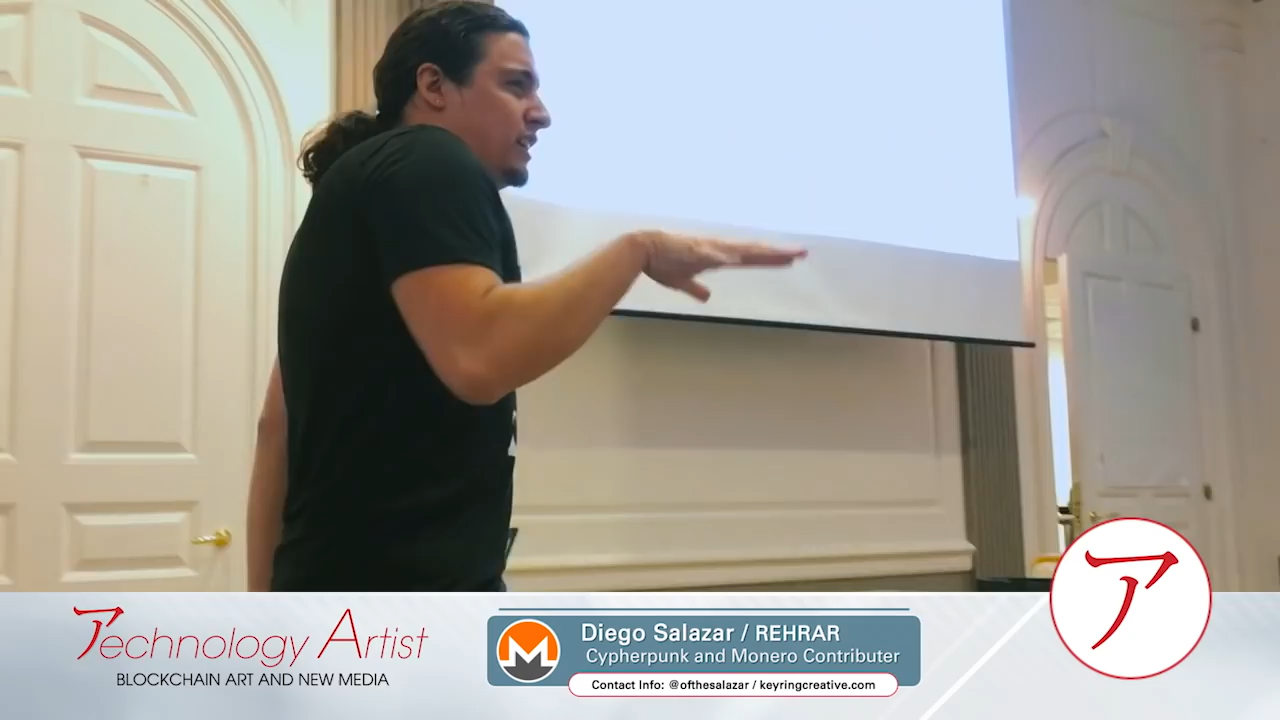 Technology Artist
BLOCKCHAIN ART AND NEW MEDIA
Diego Salazar / REHRAR
Cypherpunk and Monero Contributer
Contact Info: @ofthesalazar / keyringcreative.com
ア